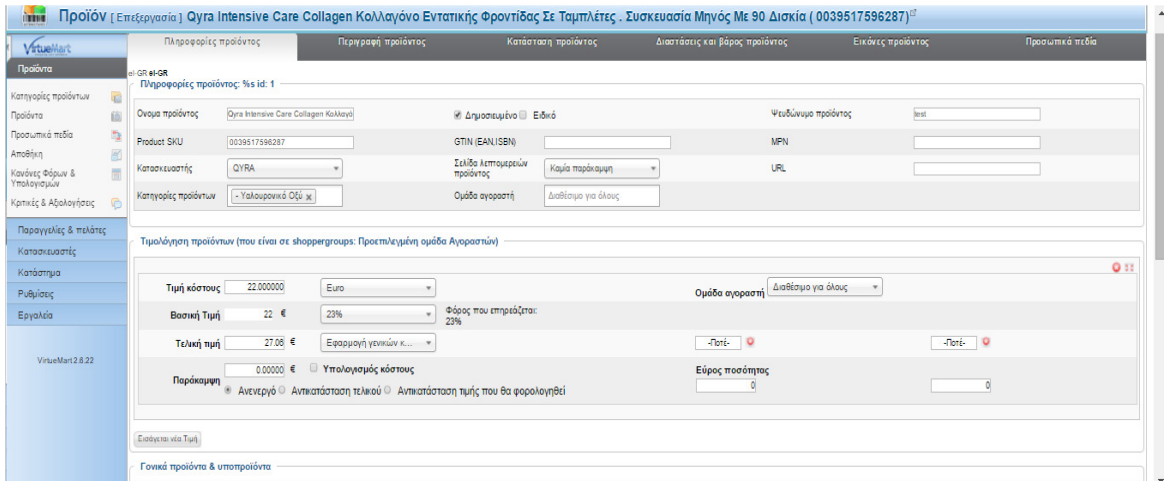 Προϊόν [ Επεξεργασία ] Qyra Intensive Care Collagen Κολλαγόνο Εντατικής Φροντίδας Σε Ταμπλέτες . Συσκευασία Μηνός Με 90 Δισκία ( 0039517596287)
VirtueMart
Πληροφορίες προϊόντος Περιγραφή προϊόντος Κατάσταση προϊόντος Διαστάσεις και βάρος προϊόντος Εικόνες προϊόντος Προσωπικά πεδία
Προϊόντα
Κατηγορίες προϊόντων
Προϊόντα
Προσωπικά πεδία
Αποθήκη
Κανόνες Φόρων &
Υπολογισμών
Κριτικές & Αξιολογήσεις
Παραγγελίες & πελάτες
Κατασκευαστές
Κατάστημα
Ρυθμίσεις
Εργαλεία
VirtueMart 2.6.22
el-GR el-GR
Πληροφορίες προϊόντος: %s id: 1
Όνομα προϊόντος Qyra Intensive Care Collagen Κολλαγό Δημοσιευμένο Ειδικό Ψευδώνυμο προϊόντος test
Product SKU 0039517596287 GTIN (EAN,ISBN) MPN
Κατασκευαστής QYRA Σελίδα λεπτομερειών προϊόντος Καμία παράκαμψη URL
Κατηγορίες προϊόντων - Υαλουρονικό Οξύ x Ομάδα αγοραστή Διαθέσιμο για όλους
Τιμολόγηση προϊόντων (που είναι σε shoppergroups: Προεπιλεγμένη ομάδα Αγοραστών)
Τιμή κόστους 22.000000 Euro Ομάδα αγοραστή Διαθέσιμο για όλους
Βασική Τιμή 22 € 23% Φόρος που επηρεάζεται:
23%
Τελική τιμή 27.06 € Εφαρμογή γενικών κ... -Ποτέ- -Ποτέ-
Παράκαμψη 0.00000 € Υπολογισμός κόστους Εύρος ποσότητας
Ανενεργό Αντικατάσταση τελικού Αντικατάσταση τιμής που θα φορολογηθεί 0 0
Εισάγεται νέα Τιμή
Γονικά προϊόντα & υποπροϊόντα